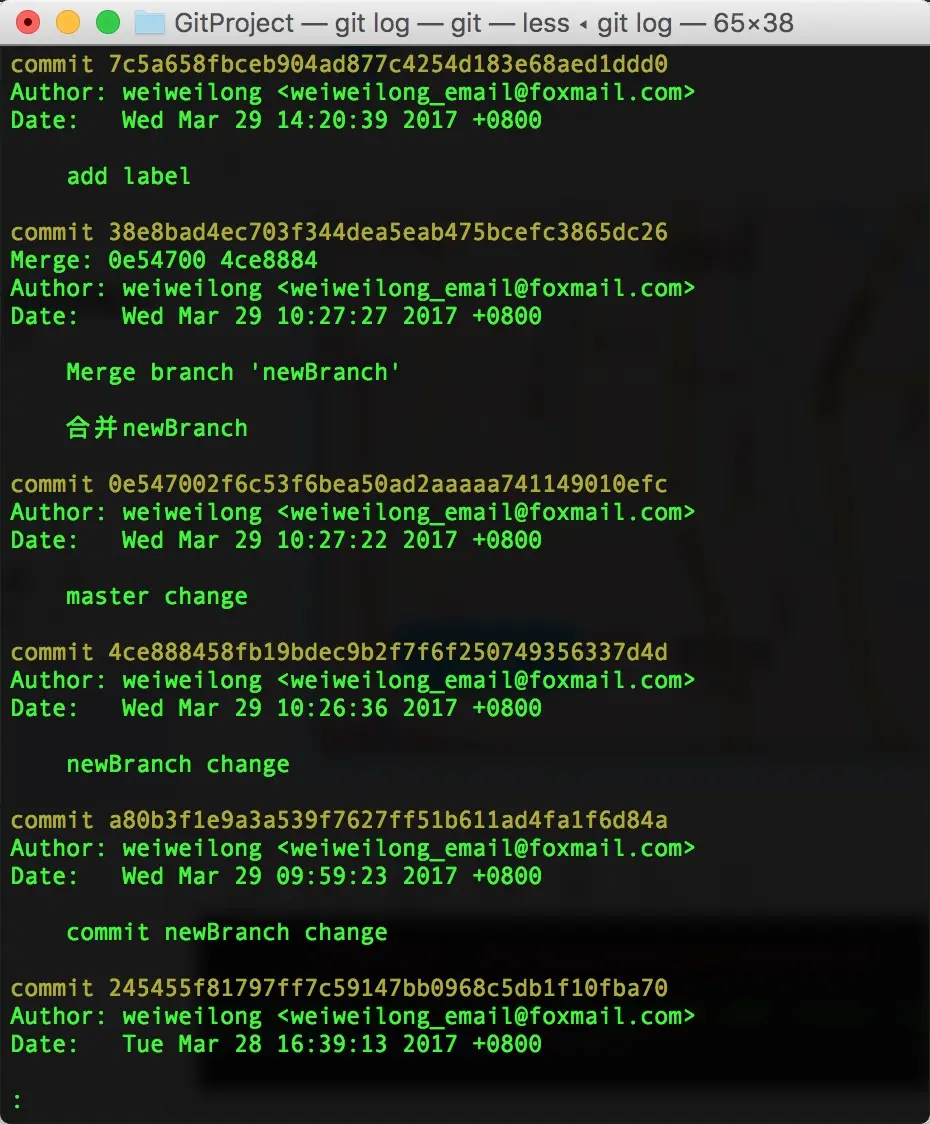 GitProject — git log — git — less ◂ git log — 65×38
commit 7c5a658fbceb904ad877c4254d183e68aed1ddd0
Author: weiweilong <weiweilong_email@foxmail.com>
Date:   Wed Mar 29 14:20:39 2017 +0800
add label
commit 38e8bad4ec703f344dea5eab475bcefc3865dc26
Merge: 0e54700 4ce8884
Author: weiweilong <weiweilong_email@foxmail.com>
Date:   Wed Mar 29 10:27:27 2017 +0800
Merge branch 'newBranch'
合并newBranch
commit 0e547002f6c53f6bea50ad2aaaaa741149010efc
Author: weiweilong <weiweilong_email@foxmail.com>
Date:   Wed Mar 29 10:27:22 2017 +0800
master change
commit 4ce888458fb19bdec9b2f7f6f250749356337d4d
Author: weiweilong <weiweilong_email@foxmail.com>
Date:   Wed Mar 29 10:26:36 2017 +0800
newBranch change
commit a80b3f1e9a3a539f7627ff51b611ad4fa1f6d84a
Author: weiweilong <weiweilong_email@foxmail.com>
Date:   Wed Mar 29 09:59:23 2017 +0800
commit newBranch change
commit 245455f81797ff7c59147bb0968c5db1f10fba70
Author: weiweilong <weiweilong_email@foxmail.com>
Date:   Tue Mar 28 16:39:13 2017 +0800
: